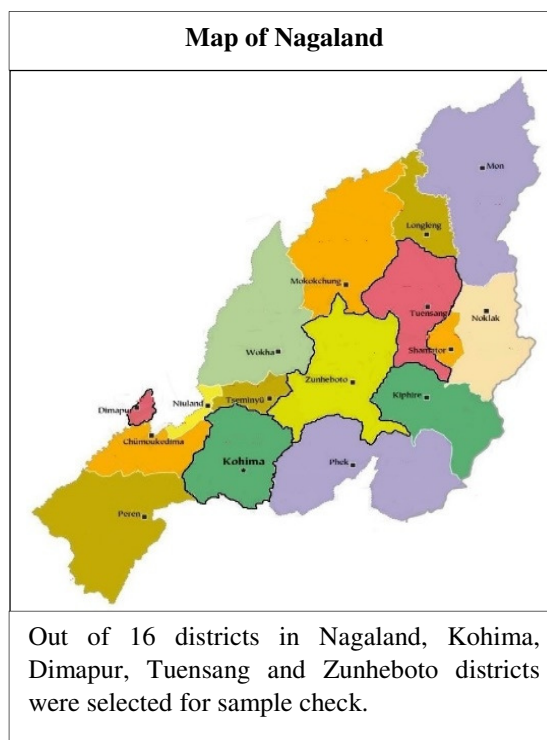 Map of Nagaland
Mon
Longleng
Mokokchung
Tuensang
Noklak
Shamator
Wokha
Zunheboto
Kiphire
Tseminyü
Niuland
Dimapur
Chümoukedima
Kohima
Phek
Peren
Out of 16 districts in Nagaland, Kohima,
Dimapur, Tuensang and Zunheboto districts
were selected for sample check.